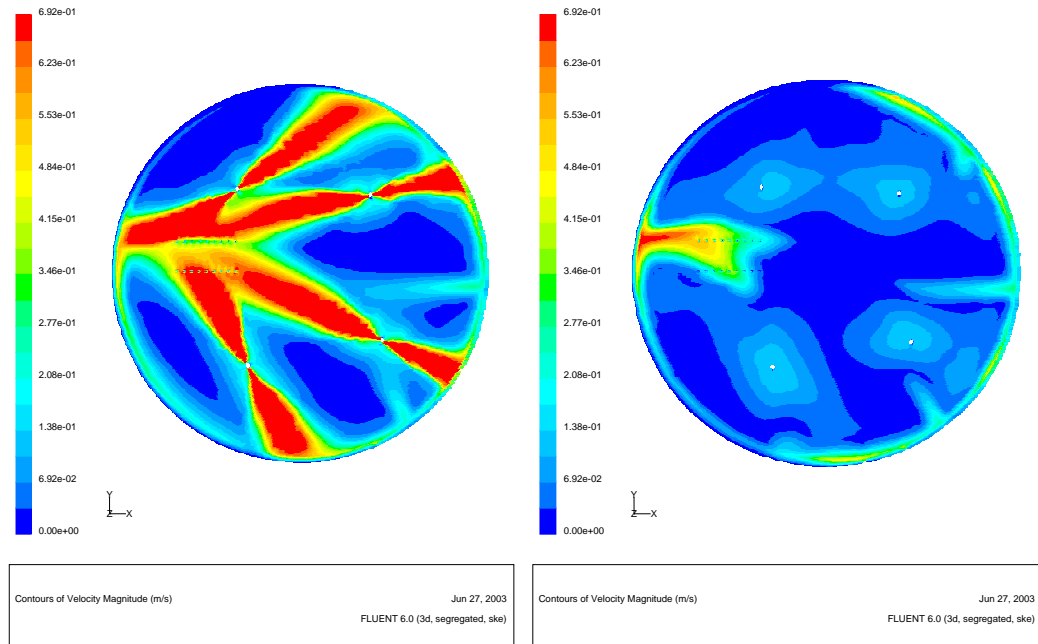 6.92e-01
6.23e-01
5.53e-01
4.84e-01
4.15e-01
3.46e-01
2.77e-01
2.08e-01
1.38e-01
6.92e-02
0.00e+00
Y
Z X
Contours of Velocity Magnitude (m/s)
Jun 27, 2003
FLUENT 6.0 (3d, segregated, ske)
6.92e-01
6.23e-01
5.53e-01
4.84e-01
4.15e-01
3.46e-01
2.77e-01
2.08e-01
1.38e-01
6.92e-02
0.00e+00
Y
Z X
Contours of Velocity Magnitude (m/s)
Jun 27, 2003
FLUENT 6.0 (3d, segregated, ske)